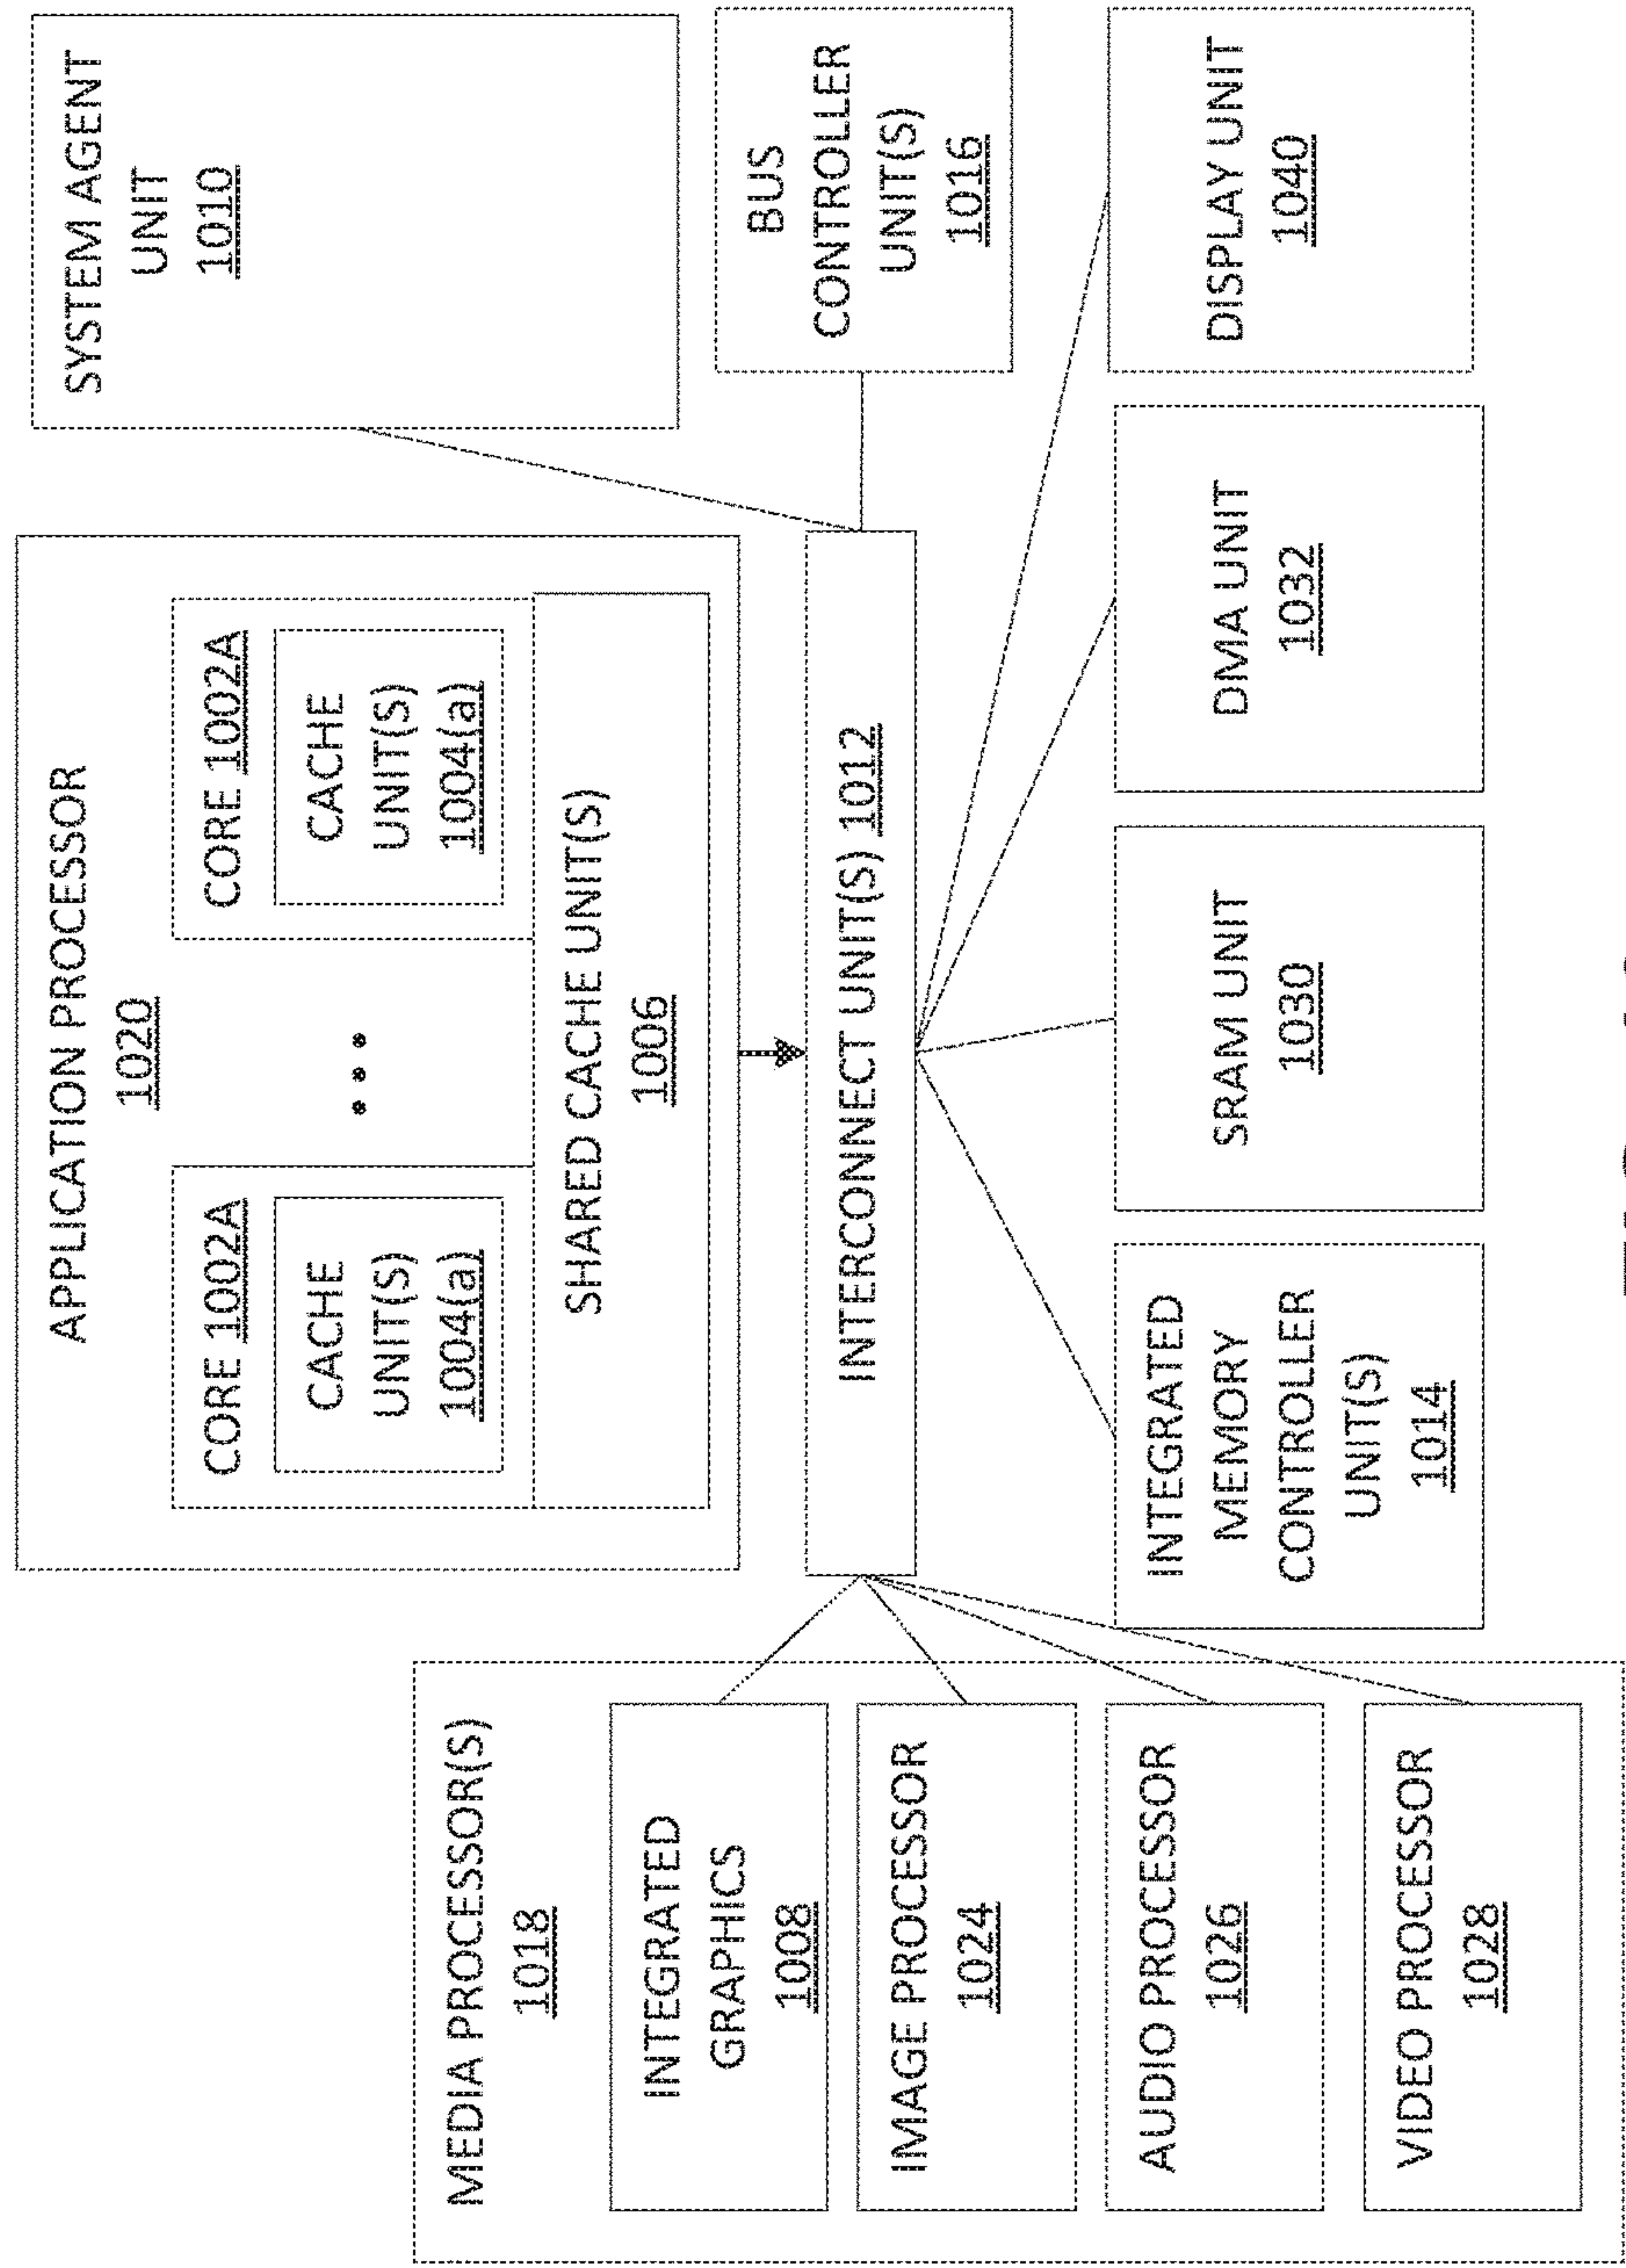 APPLICATION PROCESSOR
1020
CORE 1002A
CACHE
UNIT(S)
1004(a)
CORE 1002A
CACHE
UNIT(S)
1004(a)
SHARED CACHE UNIT(S)
1006
SYSTEM AGENT
UNIT
1010
MEDIA PROCESSOR(S)
1018
INTEGRATED
GRAPHICS
1008
IMAGE PROCESSOR
1024
AUDIO PROCESSOR
1026
VIDEO PROCESSOR
1028
INTERCONNECT UNIT(S) 1012
BUS
CONTROLLER
UNIT(S)
1016
INTEGRATED
MEMORY
CONTROLLER
UNIT(S)
1014
SRAM UNIT
1030
DMA UNIT
1032
DISPLAY UNIT
1040